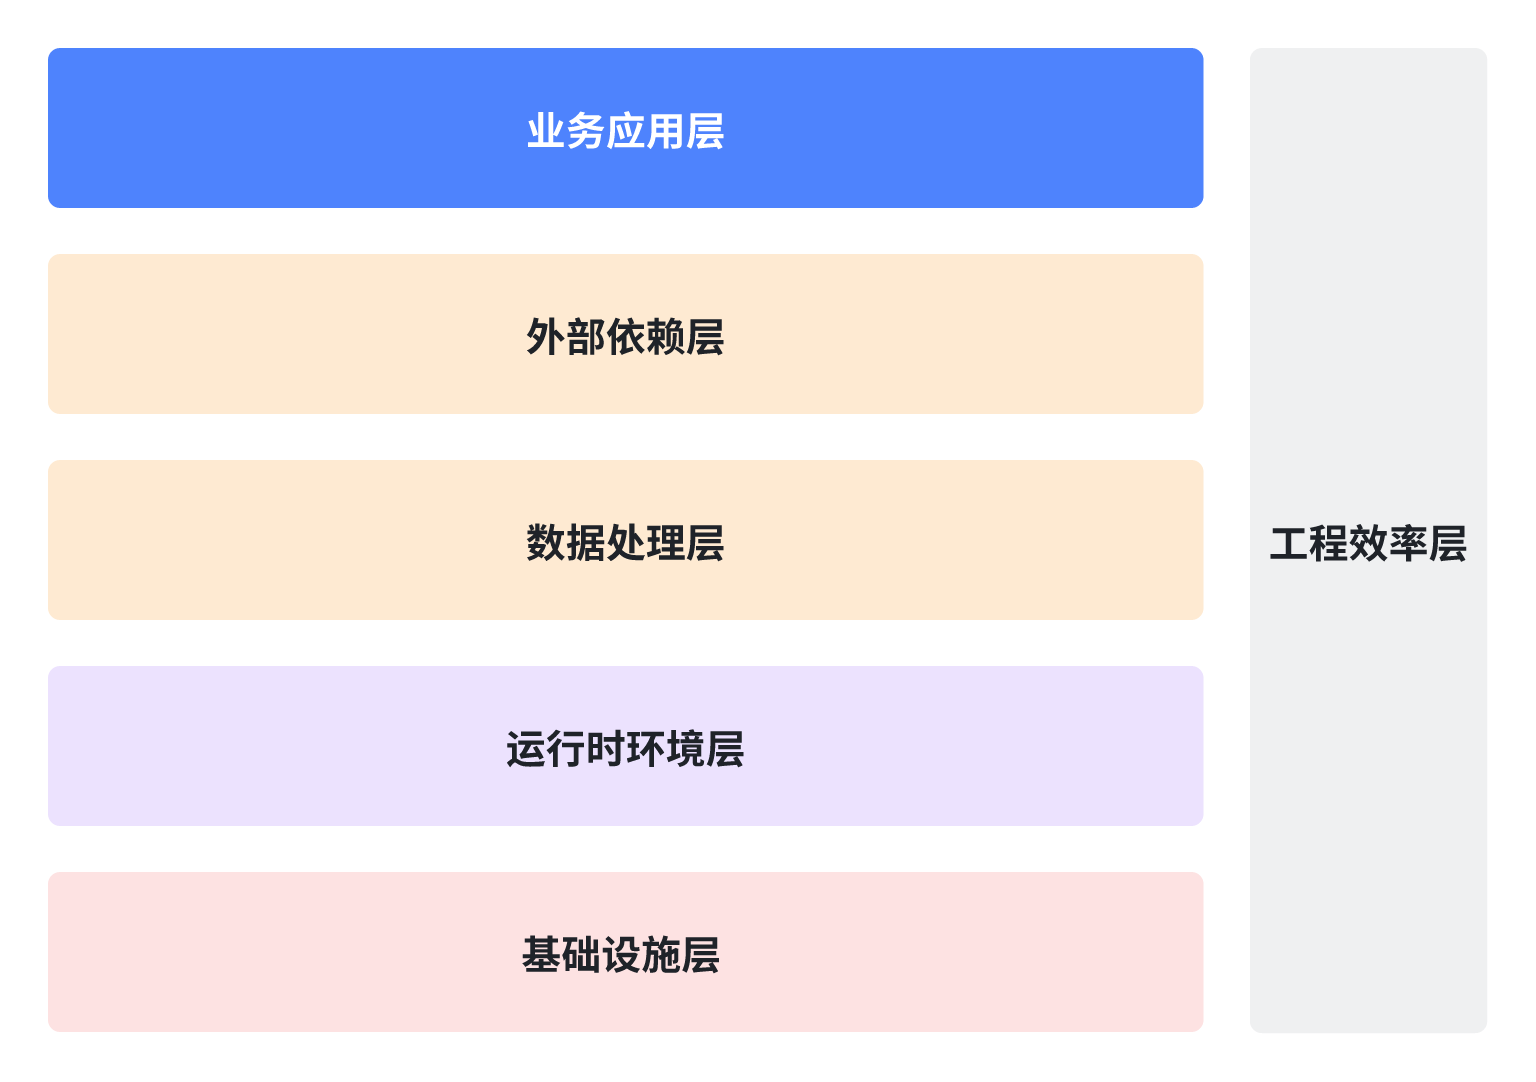 业务应用层
外部依赖层
数据处理层
工程效率层
运行时环境层
基础设施层